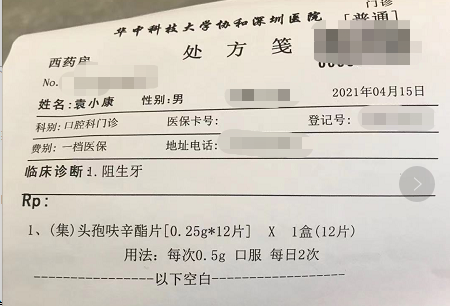 华中科技大学协和深圳医院
门诊
[普通]
西药房
处方笺
No.
姓名:袁小康 性别:男 2021年04月15日
科别:口腔科门诊 医保卡号: 登记号:
费别:一档医保 地址电话:
临床诊断:1.阻生牙
Rp:
1、(集)头孢呋辛酯片[0.25g*12片] X 1盒(12片)
用法: 每次0.5g 口服 每日2次
-----------------以下空白-----------------